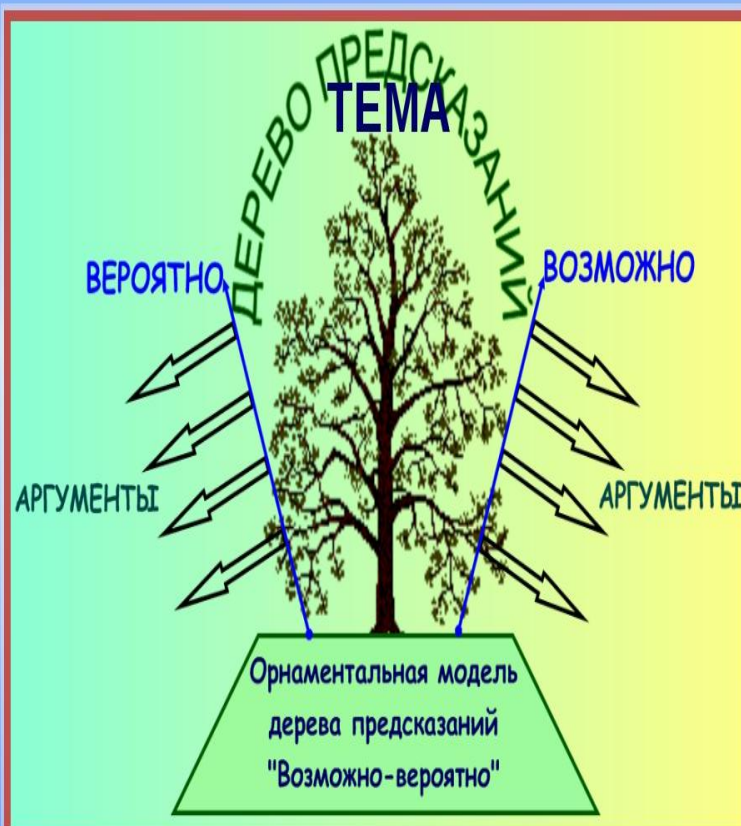 ДЕРЕВО ПРЕДСКАЗАНИЙ
ТЕМА
ВЕРОЯТНО
ВОЗМОЖНО
АРГУМЕНТЫ
АРГУМЕНТЫ
Орнаментальная модель
дерева предсказаний
"Возможно-вероятно"